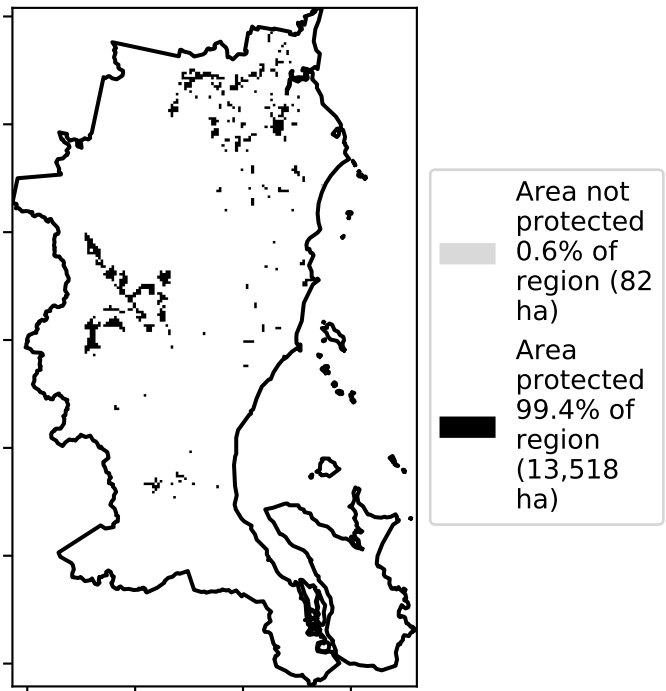 Area not
protected
0.6% of
region (82
ha)
Area
protected
99.4% of
region
(13,518
ha)